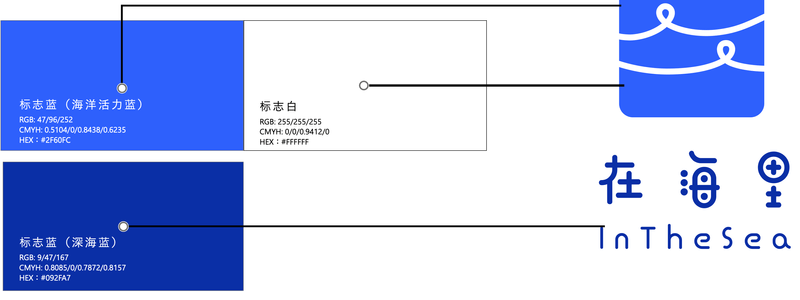 标志蓝（海洋活力蓝）
RGB: 47/96/252
CMYH: 0.5104/0/0.8438/0.6235
HEX：#2F60FC
标志白
RGB: 255/255/255
CMYH: 0/0/0.9412/0
HEX：#FFFFFF
在海里
InTheSea
标志蓝（深海蓝）
RGB: 9/47/167
CMYH: 0.8085/0/0.7872/0.8157
HEX：#092FA7